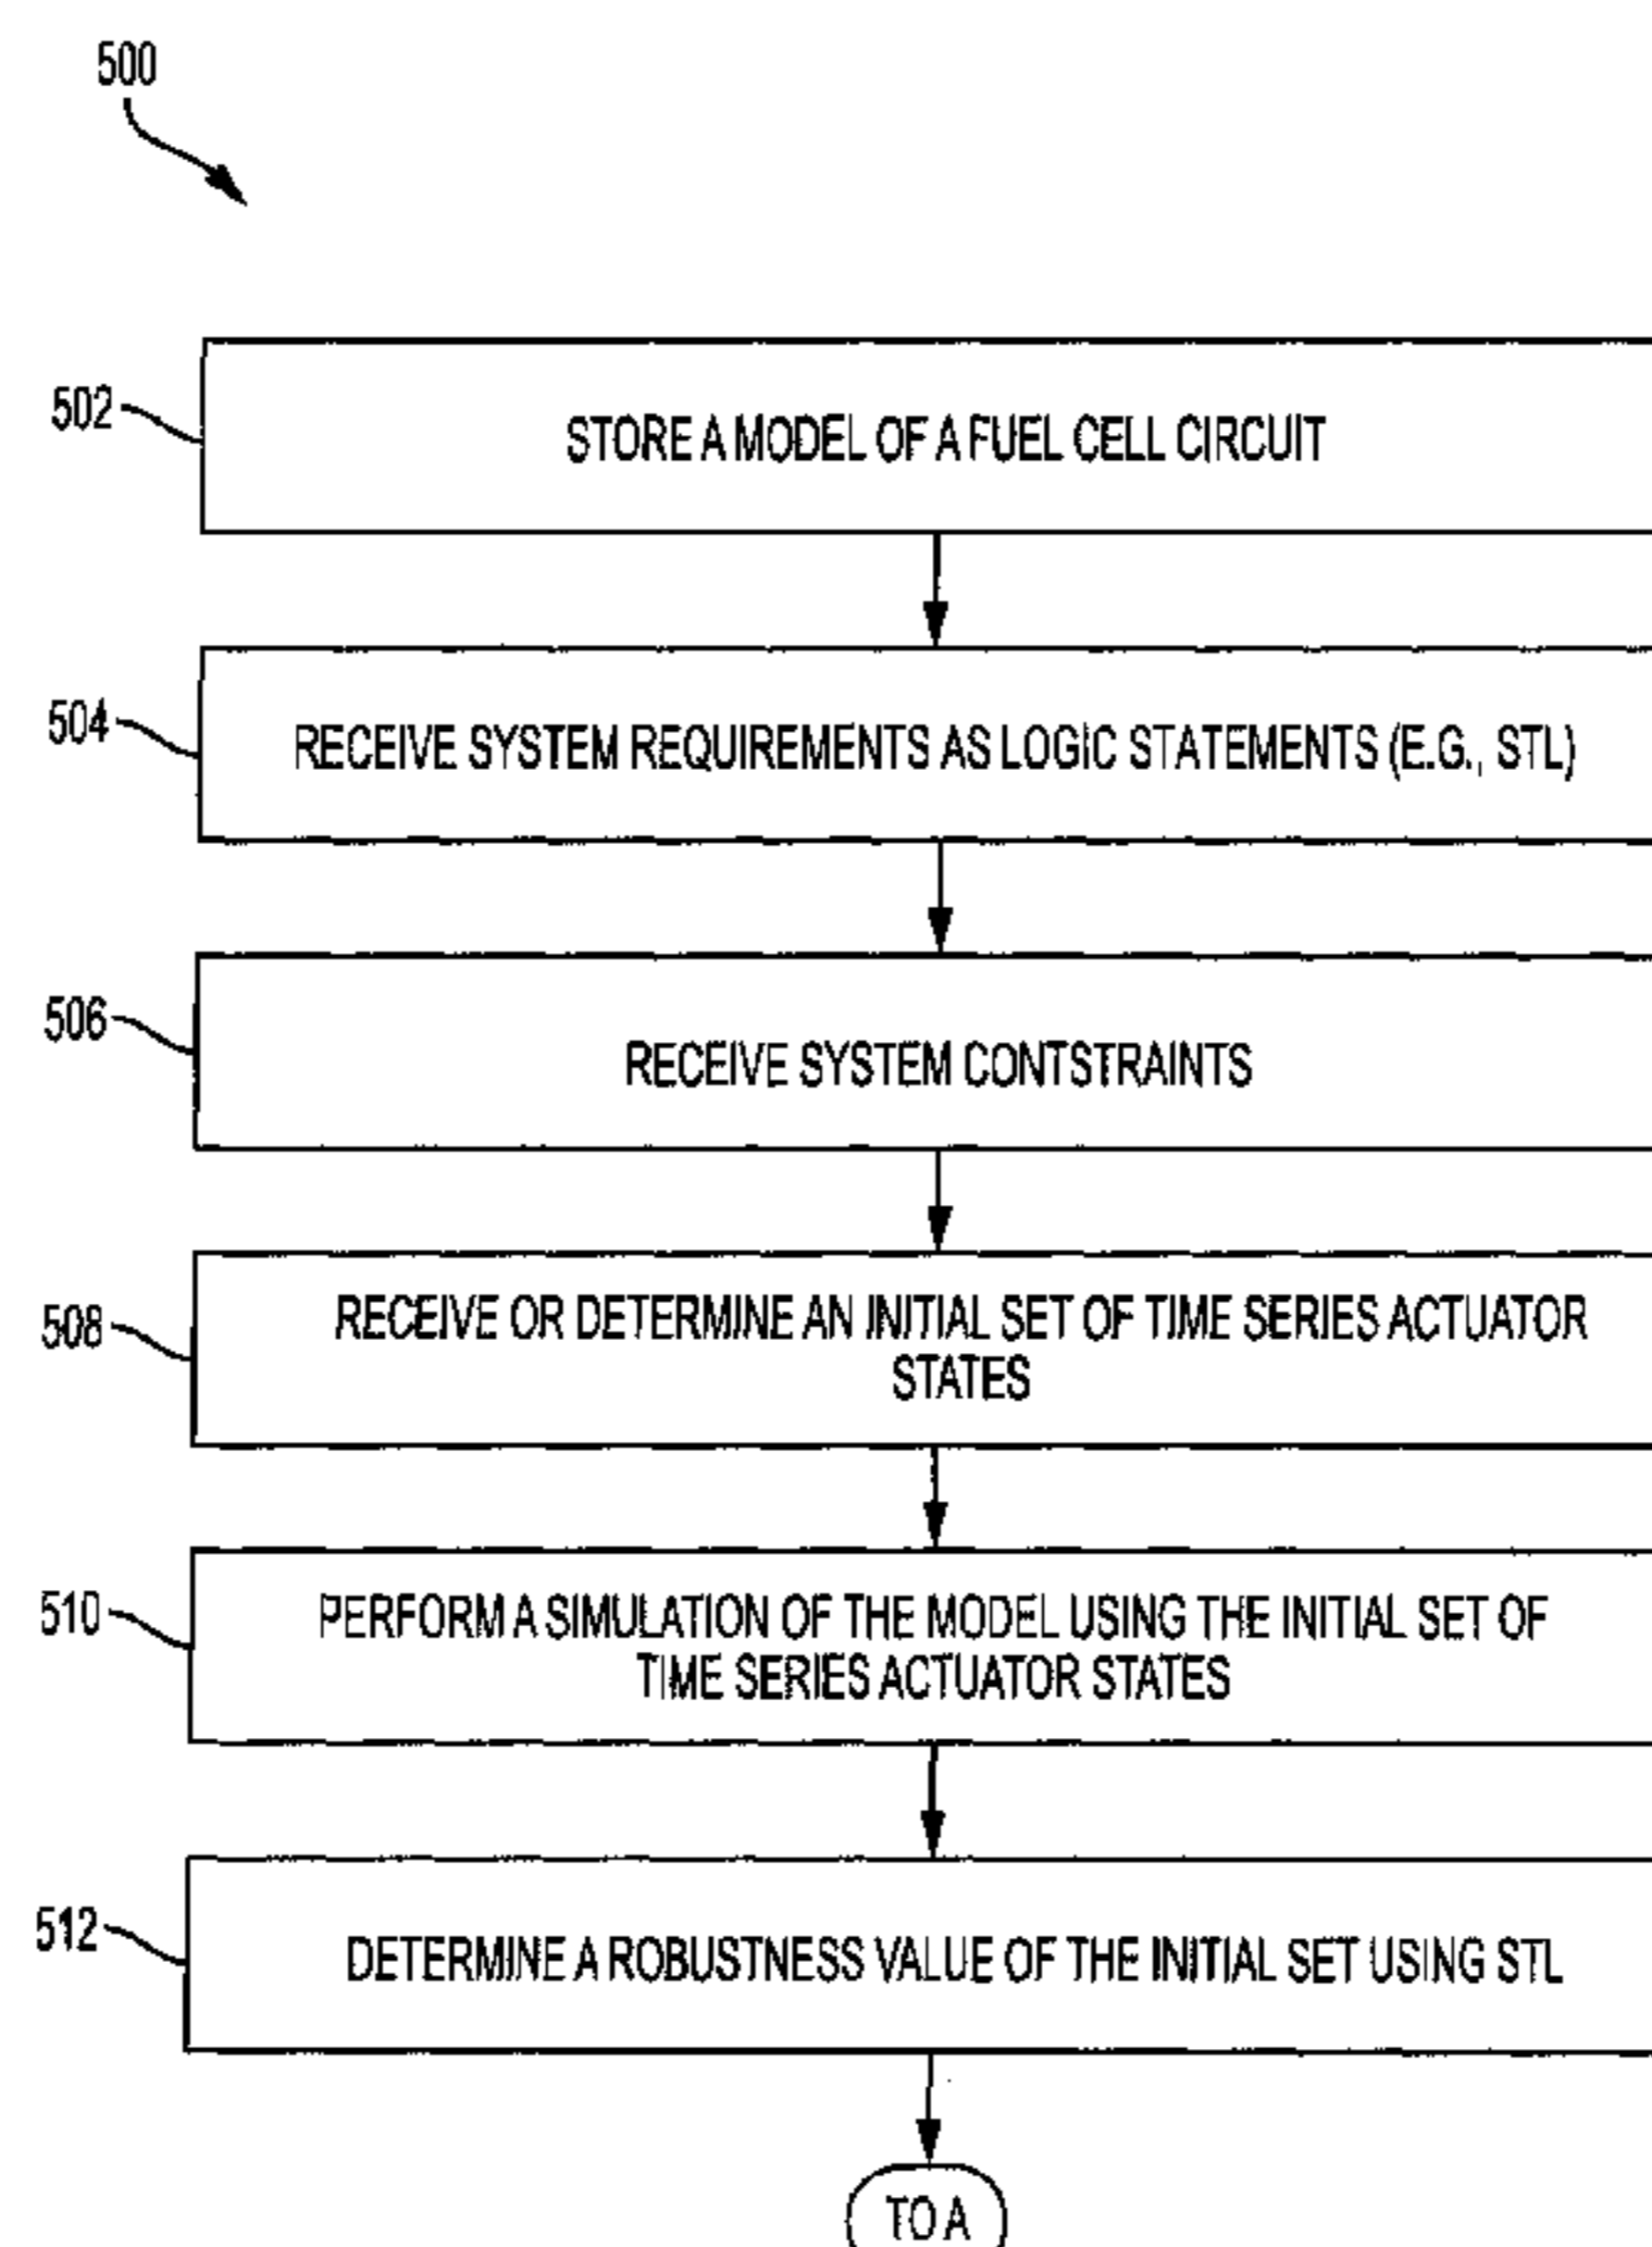 500
502
STORE A MODEL OF A FUEL CELL CIRCUIT
504
RECEIVE SYSTEM REQUIREMENTS AS LOGIC STATEMENTS (E.G., STL)
506
RECEIVE SYSTEM CONTSTRAINTS
508
RECEIVE OR DETERMINE AN INITIAL SET OF TIME SERIES ACTUATOR
STATES
510
PERFORM A SIMULATION OF THE MODEL USING THE INITIAL SET OF
TIME SERIES ACTUATOR STATES
512
DETERMINE A ROBUSTNESS VALUE OF THE INITIAL SET USING STL
TO A